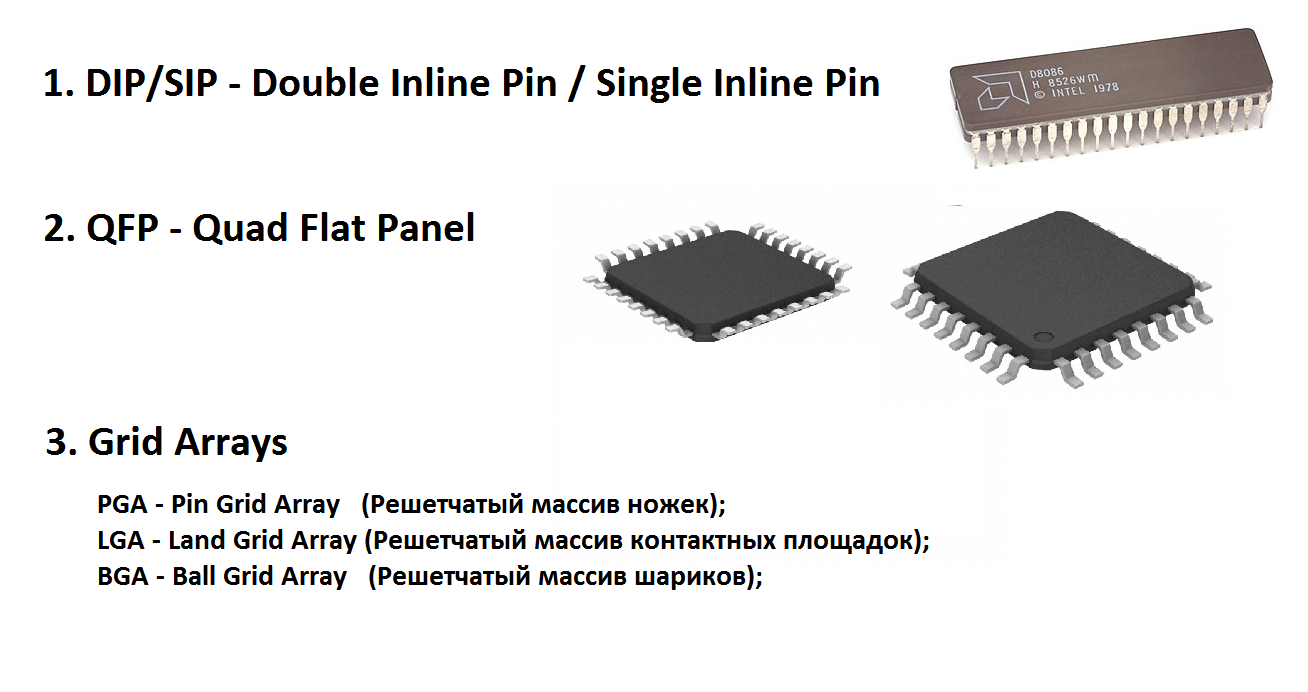 1. DIP/SIP - Double Inline Pin / Single Inline Pin
D8086
H 8526WM
© INTEL 1978
2. QFP - Quad Flat Panel
3. Grid Arrays
PGA - Pin Grid Array (Решетчатый массив ножек);
LGA - Land Grid Array (Решетчатый массив контактных площадок);
BGA - Ball Grid Array (Решетчатый массив шариков);